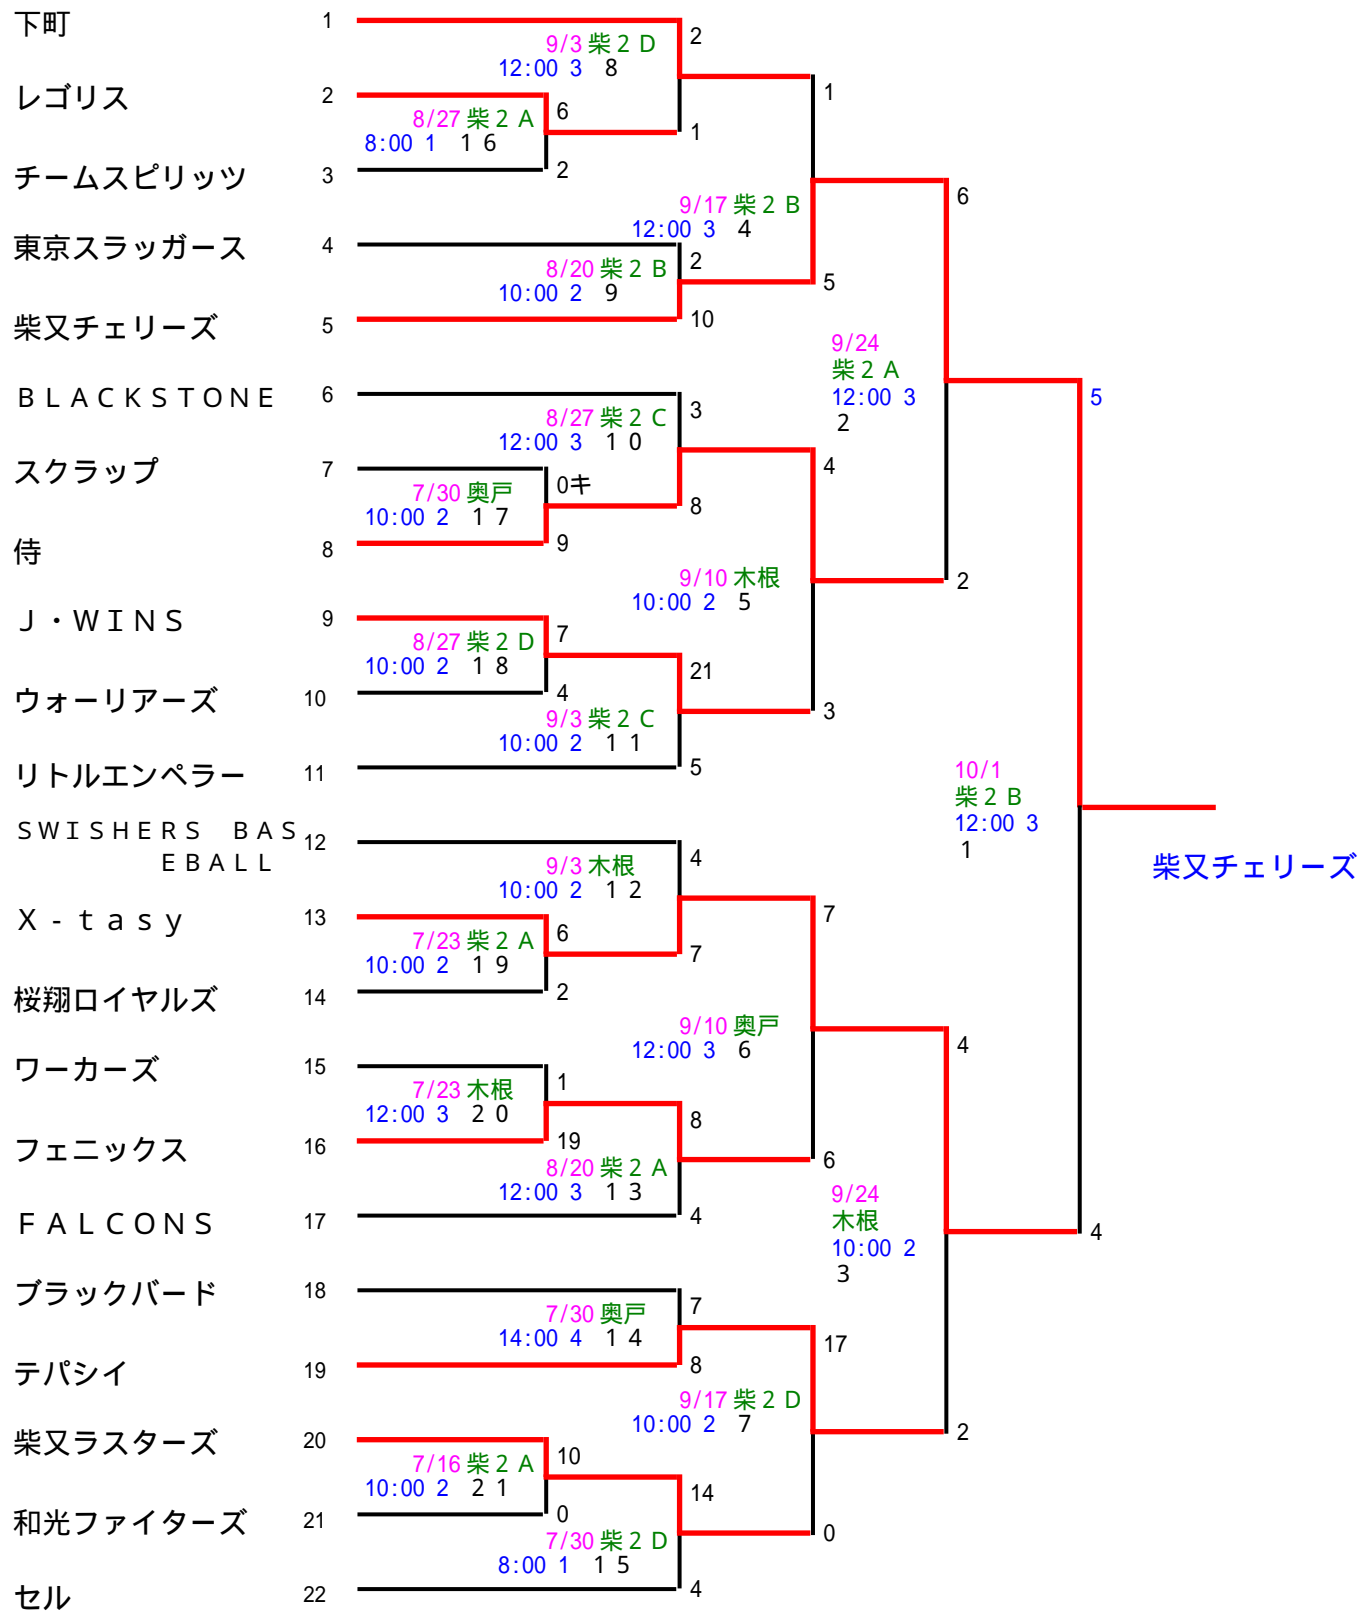 下町 1
9/3 柴２Ｄ 2
12:00 3 8
レゴリス 2
8/27 柴２Ａ 6
8:00 1 １６
1
1
チームスピリッツ 3
2
9/17 柴２Ｂ 6
12:00 3 4
東京スラッガース 4
8/20 柴２Ｂ 2
10:00 2 9
5
柴又チェリーズ 5
10
9/24
柴２Ａ
12:00 3
2
5
ＢＬＡＣＫＳＴＯＮＥ 6
8/27 柴２Ｃ 3
12:00 3 １０
スクラップ 7
4
7/30 奥戸 0キ
10:00 2 １７
8
侍 8
9
9/10 木根 2
10:00 2 5
Ｊ・ＷＩＮＳ 9
8/27 柴２Ｄ 7
10:00 2 １８
21
ウォーリアーズ 10
4
9/3 柴２Ｃ 3
10:00 2 １１
リトルエンペラー 11
5
10/1
柴２Ｂ
12:00 3
1
柴又チェリーズ
ＳＷＩＳＨＥＲＳ　ＢＡＳ
ＥＢＡＬＬ
12
9/3 木根 4
10:00 2 １２
Ｘ-ｔａｓｙ 13
7
7/23 柴２Ａ 6
10:00 2 １９
7
桜翔ロイヤルズ 14
2
9/10 奥戸 4
12:00 3 6
ワーカーズ 15
7/23 木根 1
12:00 3 ２０
8
フェニックス 16
19
8/20 柴２Ａ 6
12:00 3 １３
ＦＡＬＣＯＮＳ 17
4
9/24
木根
10:00 2
3
4
ブラックバード 18
7/30 奥戸 7
14:00 4 １４
17
テパシイ 19
8
9/17 柴２Ｄ 2
10:00 2 7
柴又ラスターズ 20
7/16 柴２Ａ 10
10:00 2 ２１
14
和光ファイターズ 21
0
7/30 柴２Ｄ 0
8:00 1 １５
セル 22
4